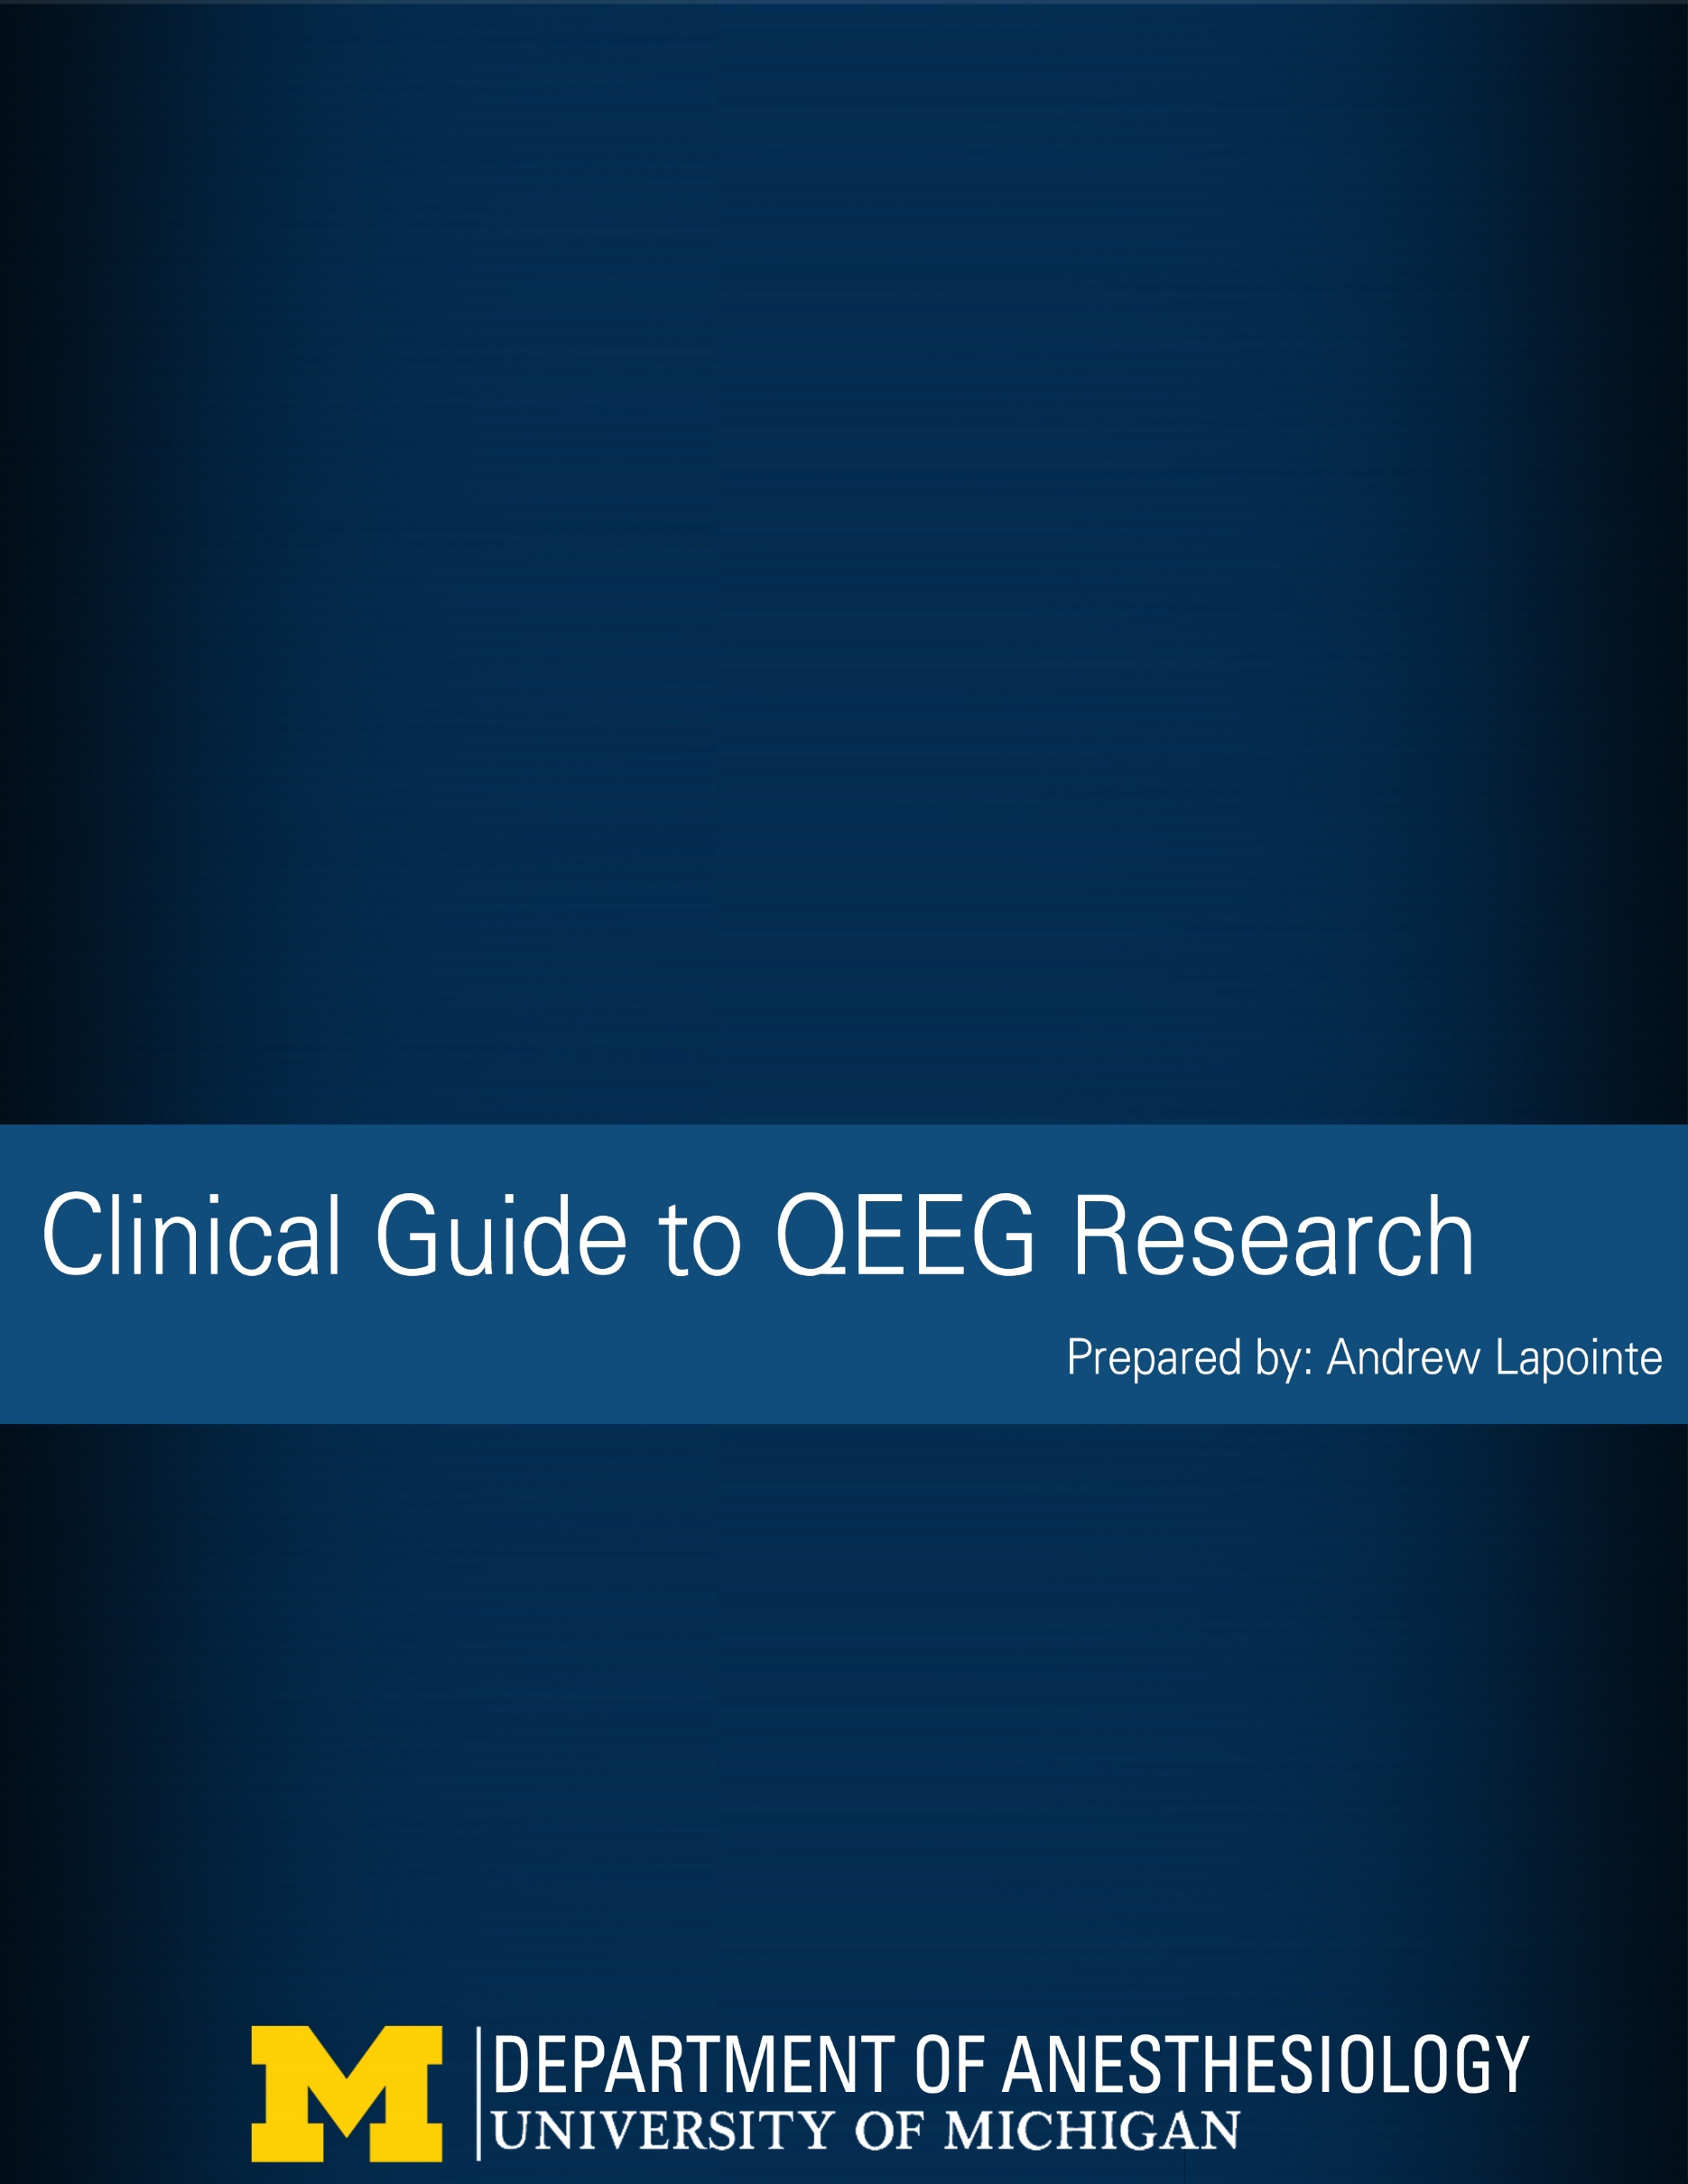 Clinical Guide to QEEG Research
Prepared by: Andrew Lapointe
M
DEPARTMENT OF ANESTHESIOLOGY
UNIVERSITY OF MICHIGAN